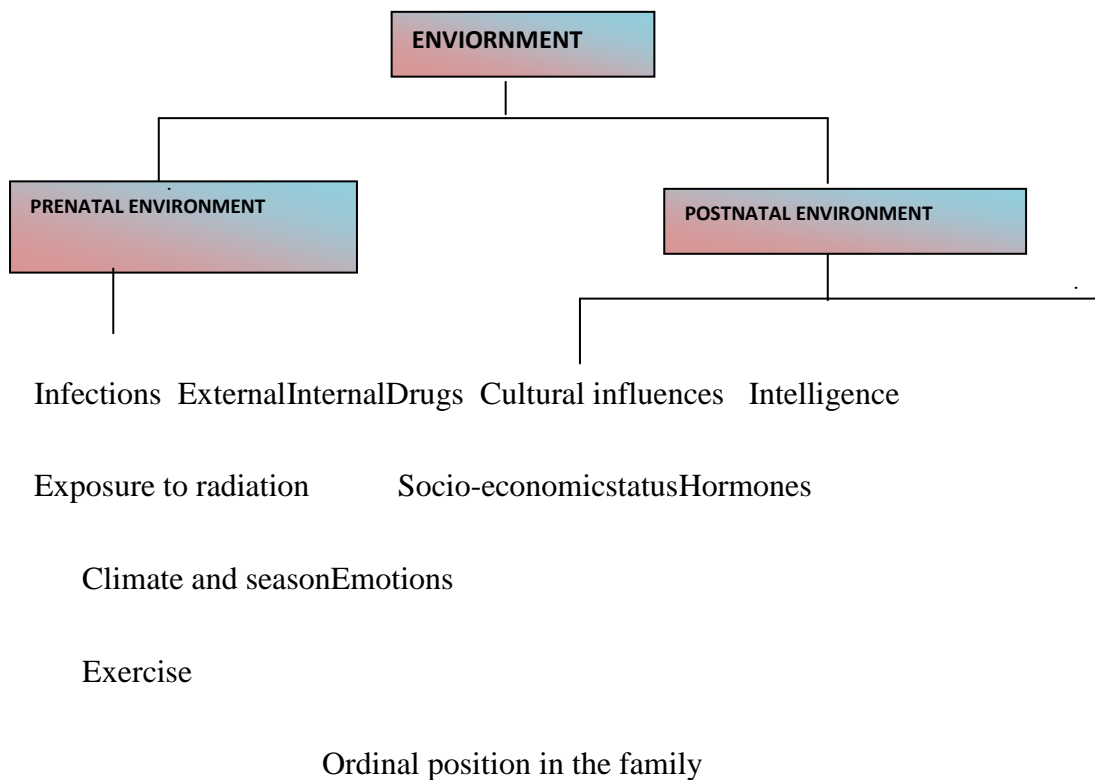 ENVIORNMENT
PRENATAL ENVIRONMENT
POSTNATAL ENVIRONMENT
Infections ExternalInternalDrugs Cultural influences Intelligence
Exposure to radiation Socio-economicstatusHormones
Climate and seasonEmotions
Exercise
Ordinal position in the family